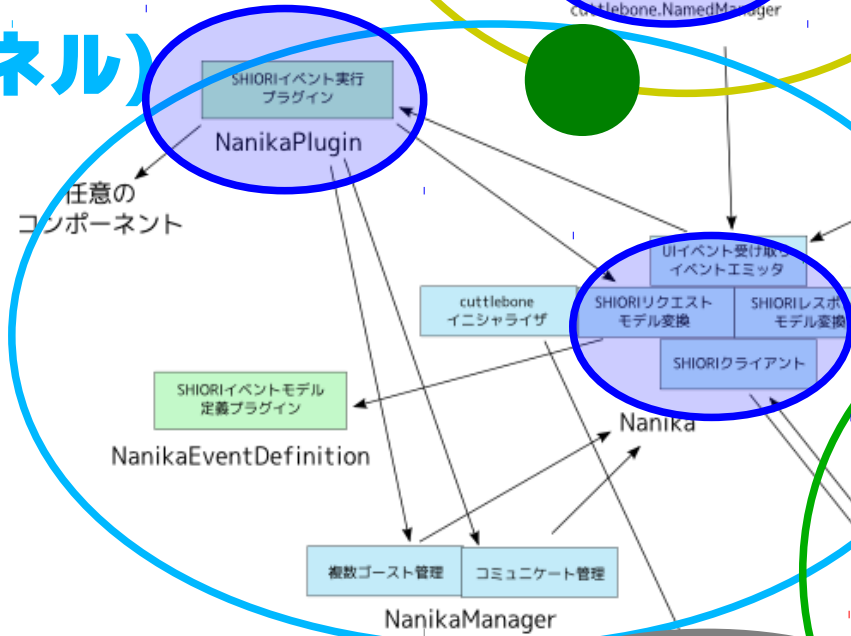 cuttlebone.NamedManager
ネル)
SHIORIイベント実行
プラグイン
NanikaPlugin
任意の
コンポーネント
UIイベント受け取り
イベントエミッタ
cuttlebone
イニシャライザ
SHIORIリクエスト
モデル変換
SHIORIレスポ
モデル変換
SHIORIクライアント
Nanika
SHIORIイベントモデル
定義プラグイン
NanikaEventDefinition
複数ゴースト管理
コミュニケート管理
NanikaManager